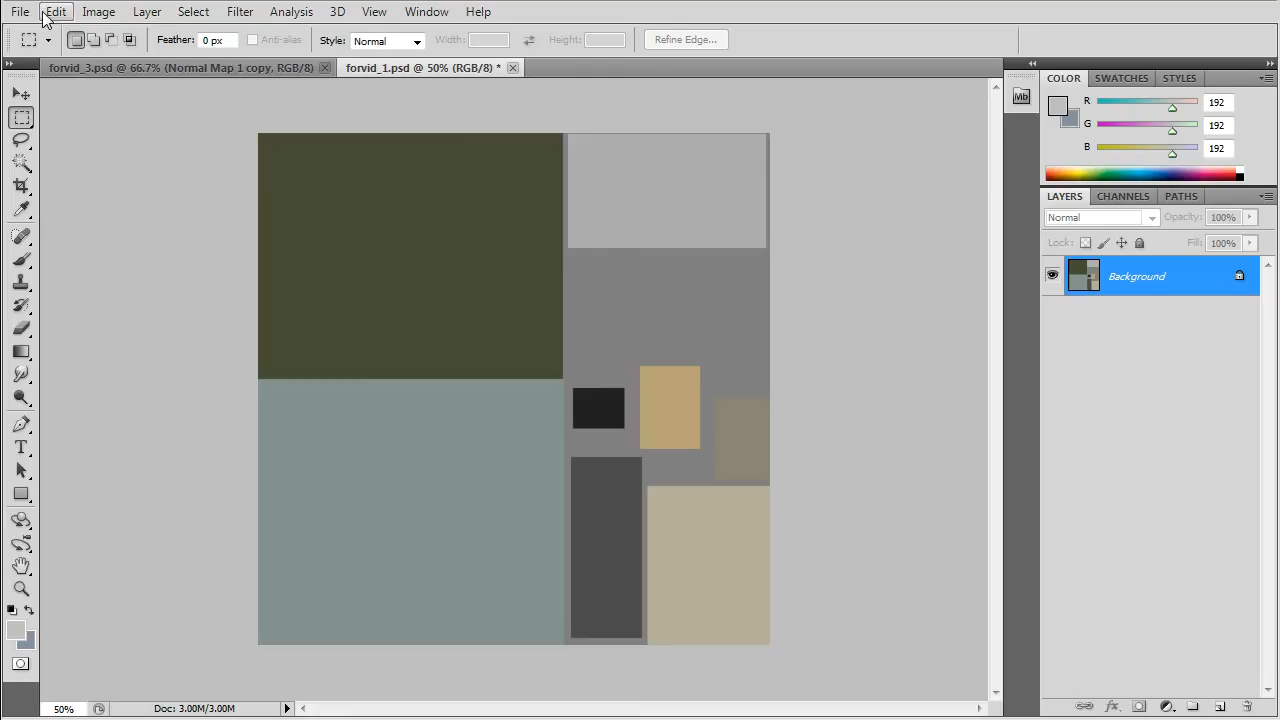 File Edit Image Layer Select Filter Analysis 3D View Window Help
Feather: 0 px Anti-alias Style: Normal Width: Height: Refine Edge...
forvid_3.psd @ 66.7% (Normal Map 1 copy, RGB/8) forvid_1.psd @ 50% (RGB/8) *
COLOR SWATCHES STYLES
Mb
R 192
G 192
B 192
LAYERS CHANNELS PATHS
Normal Opacity: 100%
Lock: Fill: 100%
Background
T
fx
50% Doc: 3.00M/3.00M